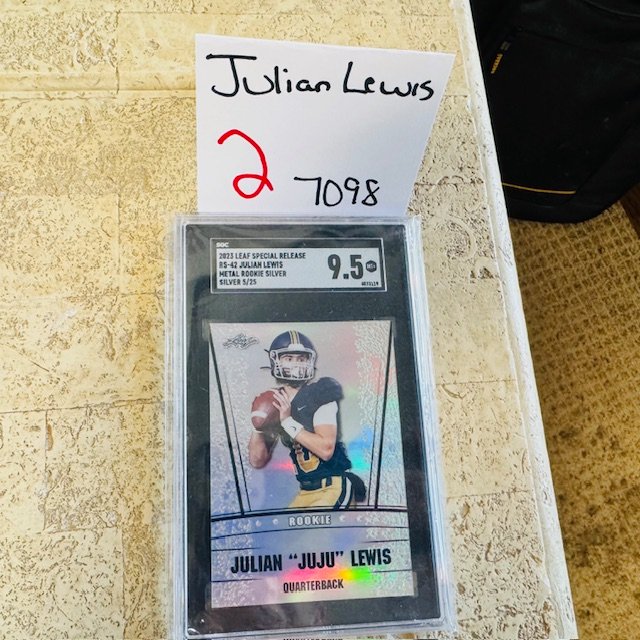 Julian Lewis
2
7098
SGC
2023 LEAF SPECIAL RELEASE
RS-42 JULIAN LEWIS
METAL ROOKIE SILVER
SILVER 5/25
9.5
ROOKIE
JULIAN "JUJU" LEWIS
QUARTERBACK